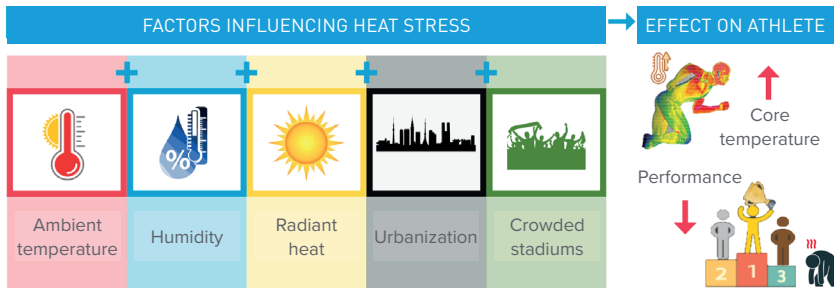 FACTORS INFLUENCING HEAT STRESS
EFFECT ON ATHLETE
+ + + +
%
Ambient
temperature
Humidity
Radiant
heat
Urbanization
Crowded
stadiums
Core
temperature
Performance
2 1 3